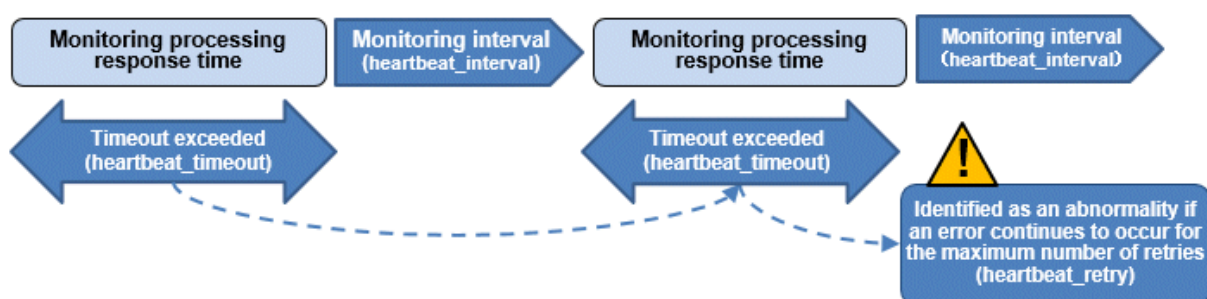 Monitoring processing
response time
Monitoring interval
(heartbeat_interval)
Monitoring processing
response time
Monitoring interval
(heartbeat_interval)
Timeout exceeded
(heartbeat_timeout)
Timeout exceeded
(heartbeat_timeout)
!
Identified as an abnormality if
an error continues to occur for
the maximum number of retries
(heartbeat_retry)